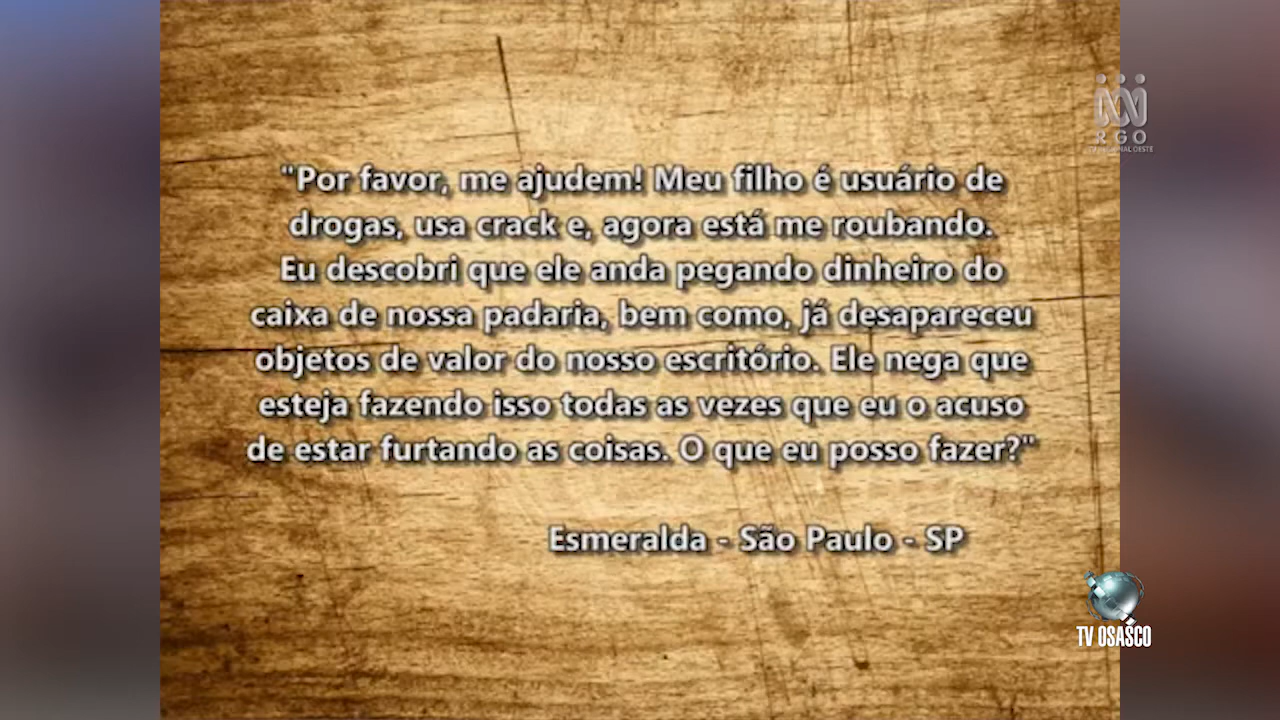 "Por favor, me ajudem! Meu filho é usuário de
drogas, usa crack e, agora está me roubando.
Eu descobri que ele anda pegando dinheiro do
caixa de nossa padaria, bem como, já desapareceu
objetos de valor do nosso escritório. Ele nega que
esteja fazendo isso todas as vezes que eu o acuso
de estar furtando as coisas. O que eu posso fazer?"
Esmeralda - São Paulo - SP
RGO
OESTE
TV OSASCO